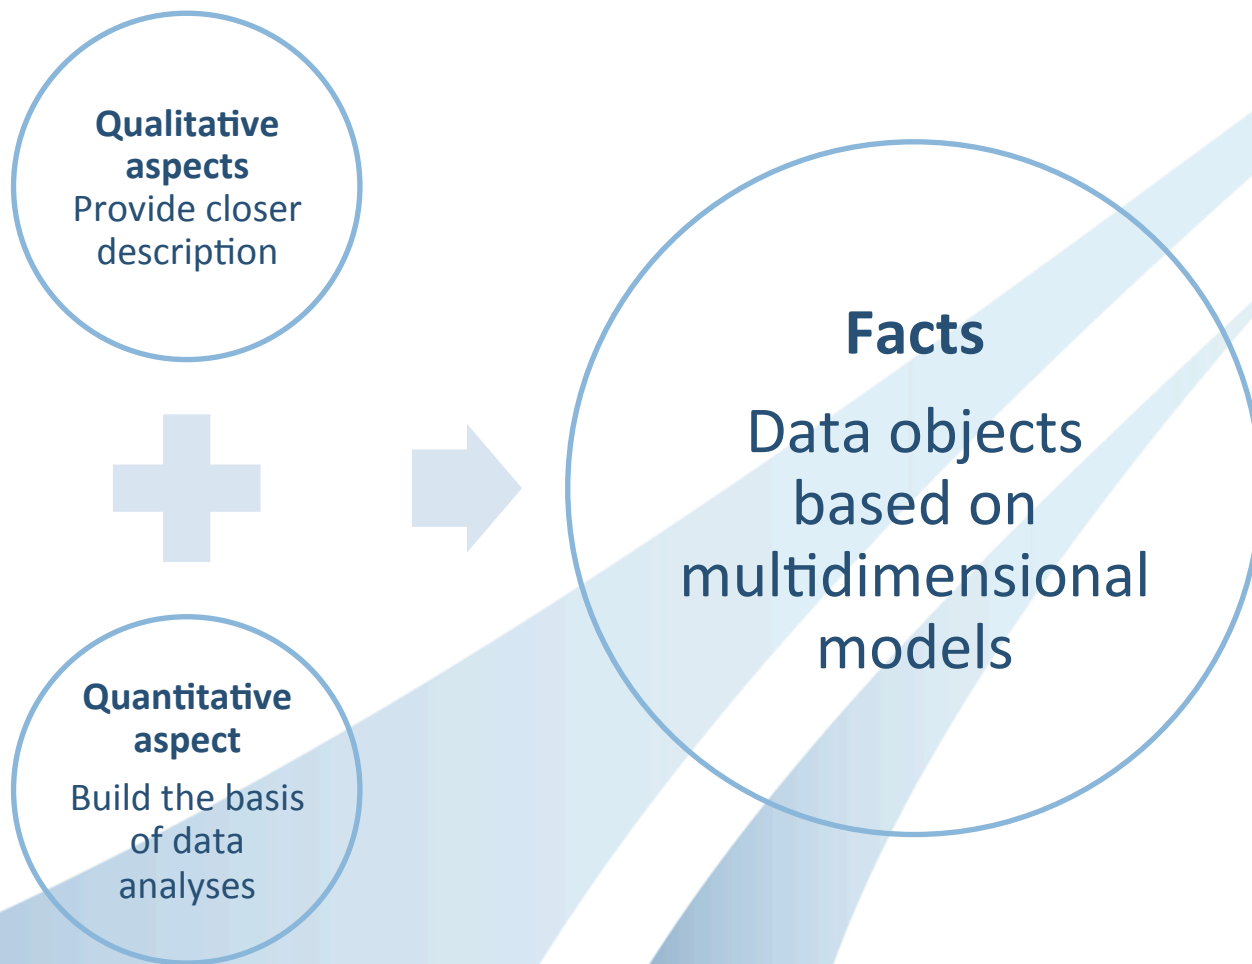 Qualitative
aspects
Provide closer
description
Quantitative
aspect
Build the basis
of data
analyses
Facts
Data objects
based on
multidimensional
models